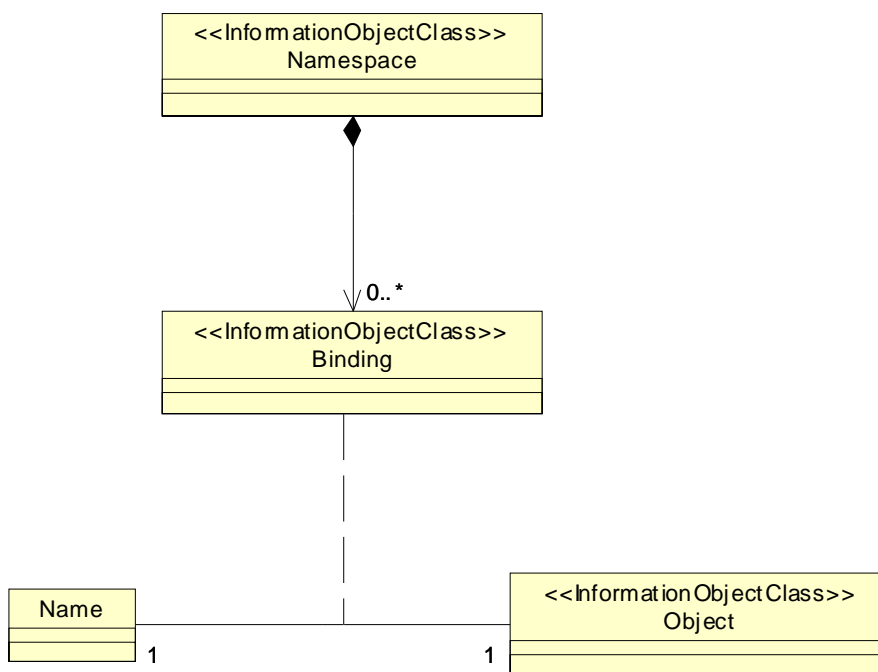 <<InformationObjectClass>>
Namespace
0..*
<<InformationObjectClass>>
Binding
Name
<<InformationObjectClass>>
Object
1
1